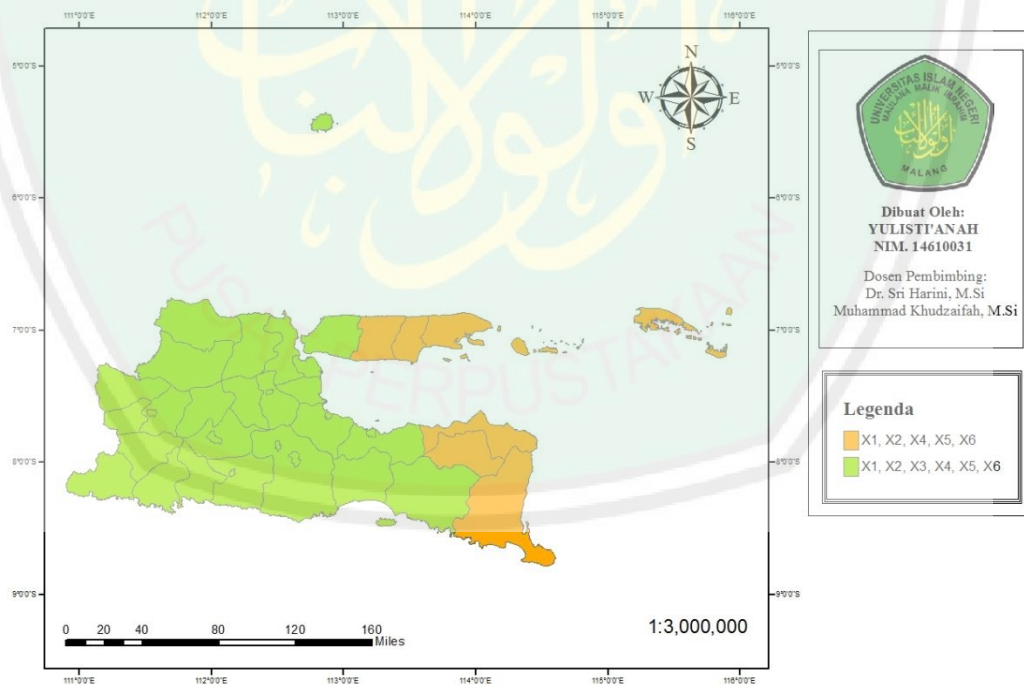 111°0'0"E 112°0'0"E 113°0'0"E 114°0'0"E 115°0'0"E 116°0'0"E
5°0'0"S 5°0'0"S
N
W E
S
6°0'0"S 6°0'0"S
7°0'0"S 7°0'0"S
8°0'0"S 8°0'0"S
9°0'0"S 9°0'0"S
PUSAT PERPUSTAKAAN
0 20 40 80 120 160
Miles
1:3,000,000
111°0'0"E 112°0'0"E 113°0'0"E 114°0'0"E 115°0'0"E 116°0'0"E
UNIVERSITAS ISLAM NEGERI
MAULANA MALIK IBRAHIM
MALANG
Dibuat Oleh:
YULISTI'ANAH
NIM. 14610031
Dosen Pembimbing:
Dr. Sri Harini, M.Si
Muhammad Khudzaifah, M.Si
Legenda
X1, X2, X4, X5, X6
X1, X2, X3, X4, X5, X6